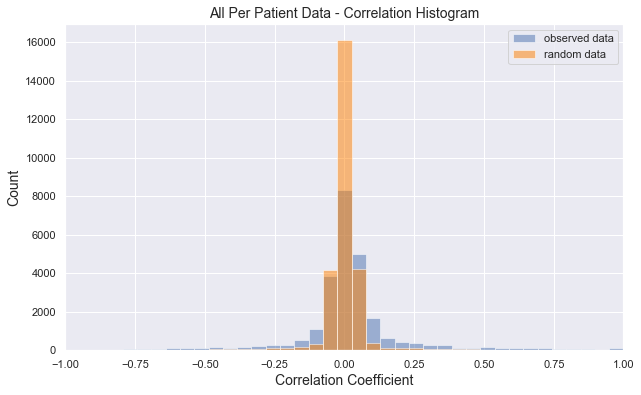 All Per Patient Data - Correlation Histogram
observed data
random data
16000
14000
12000
10000
8000
6000
4000
2000
0
Count
−1.00 −0.75 −0.50 −0.25 0.00 0.25 0.50 0.75 1.00
Correlation Coefficient